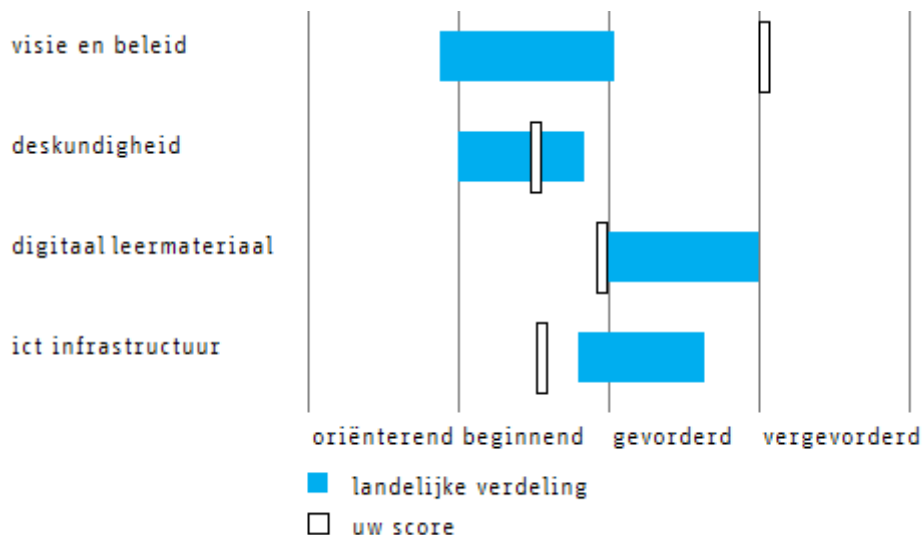 visie en beleid
deskundigheid
digitaal leermateriaal
ict infrastructuur
oriënterend beginnend gevorderd vergevorderd
landelijke verdeling
uw score